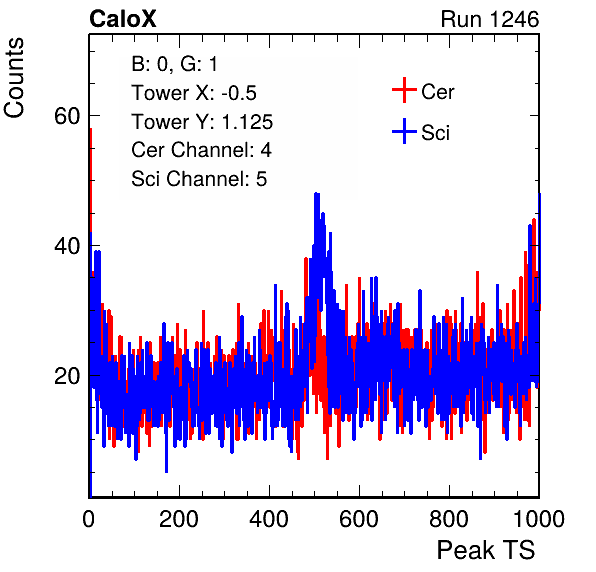 CaloX Run 1246
Counts
B: 0, G: 1
Tower X: -0.5
Tower Y: 1.125
Cer Channel: 4
Sci Channel: 5
Cer
Sci
60
40
20
0 200 400 600 800 1000
Peak TS